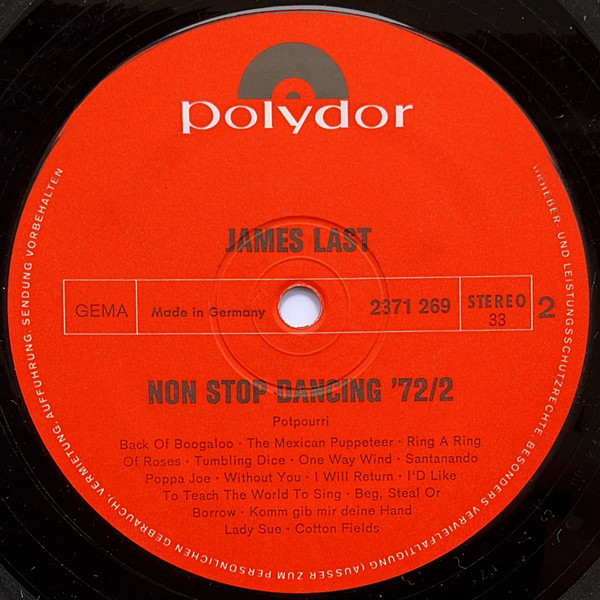 polydor
JAMES LAST
GEMA
Made in Germany
2371 269
STEREO
33
2
NON STOP DANCING '72/2
Potpourri
Back Of Boogaloo · The Mexican Puppeteer · Ring A Ring
Of Roses · Tumbling Dice · One Way Wind · Santanando
Poppa Joe · Without You · I Will Return · I'D Like
To Teach The World To Sing · Beg, Steal Or
Borrow · Komm gib mir deine Hand
Lady Sue · Cotton Fields
URHEBER- UND LEISTUNGSSCHUTZRECHTE, BESONDERS VERVIELFÄLTIGUNG (AUSSER ZUM PERSÖNLICHEN GEBRAUCH), VERMIETUNG, AUFFÜHRUNG, SENDUNG VORBEHALTEN